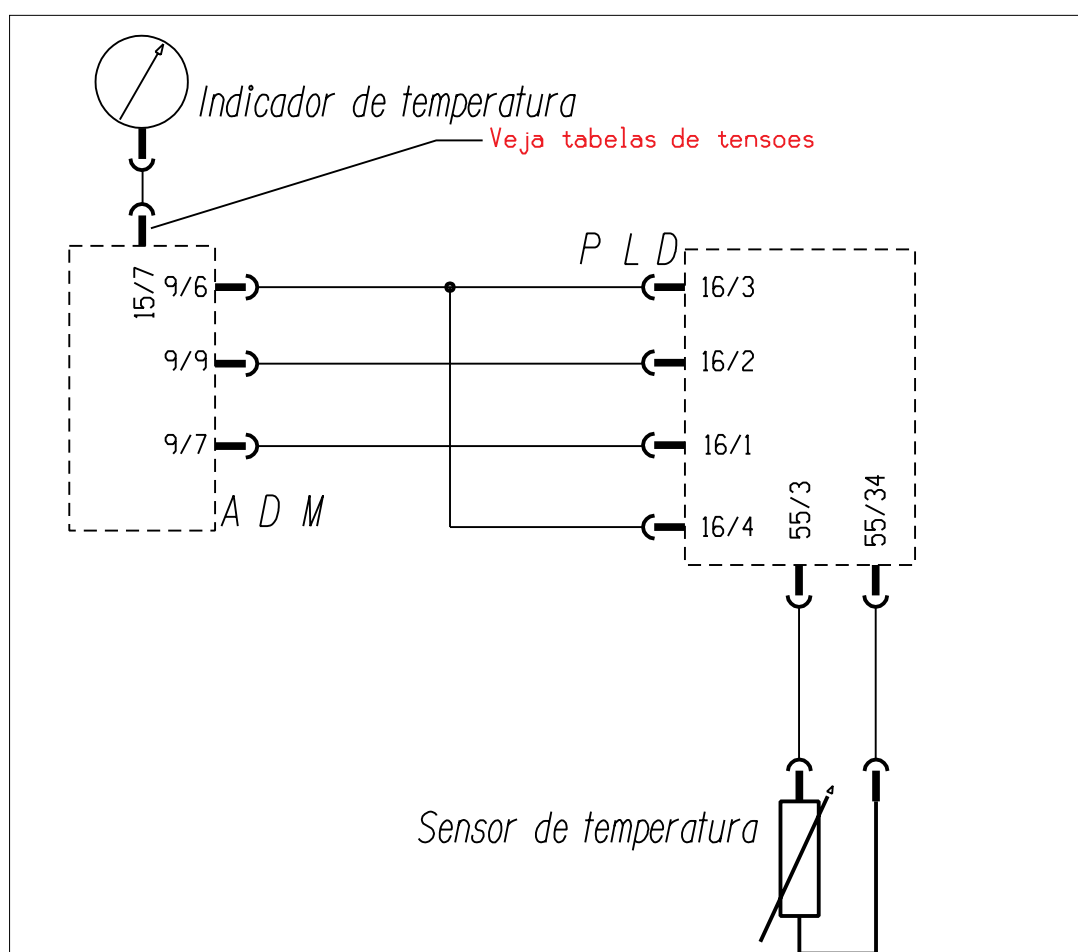 Indicador de temperatura
Veja tabelas de tensoes
P L D
15/7
9/6
16/3
9/9
16/2
9/7
16/1
A D M
16/4
55/3
55/34
Sensor de temperatura